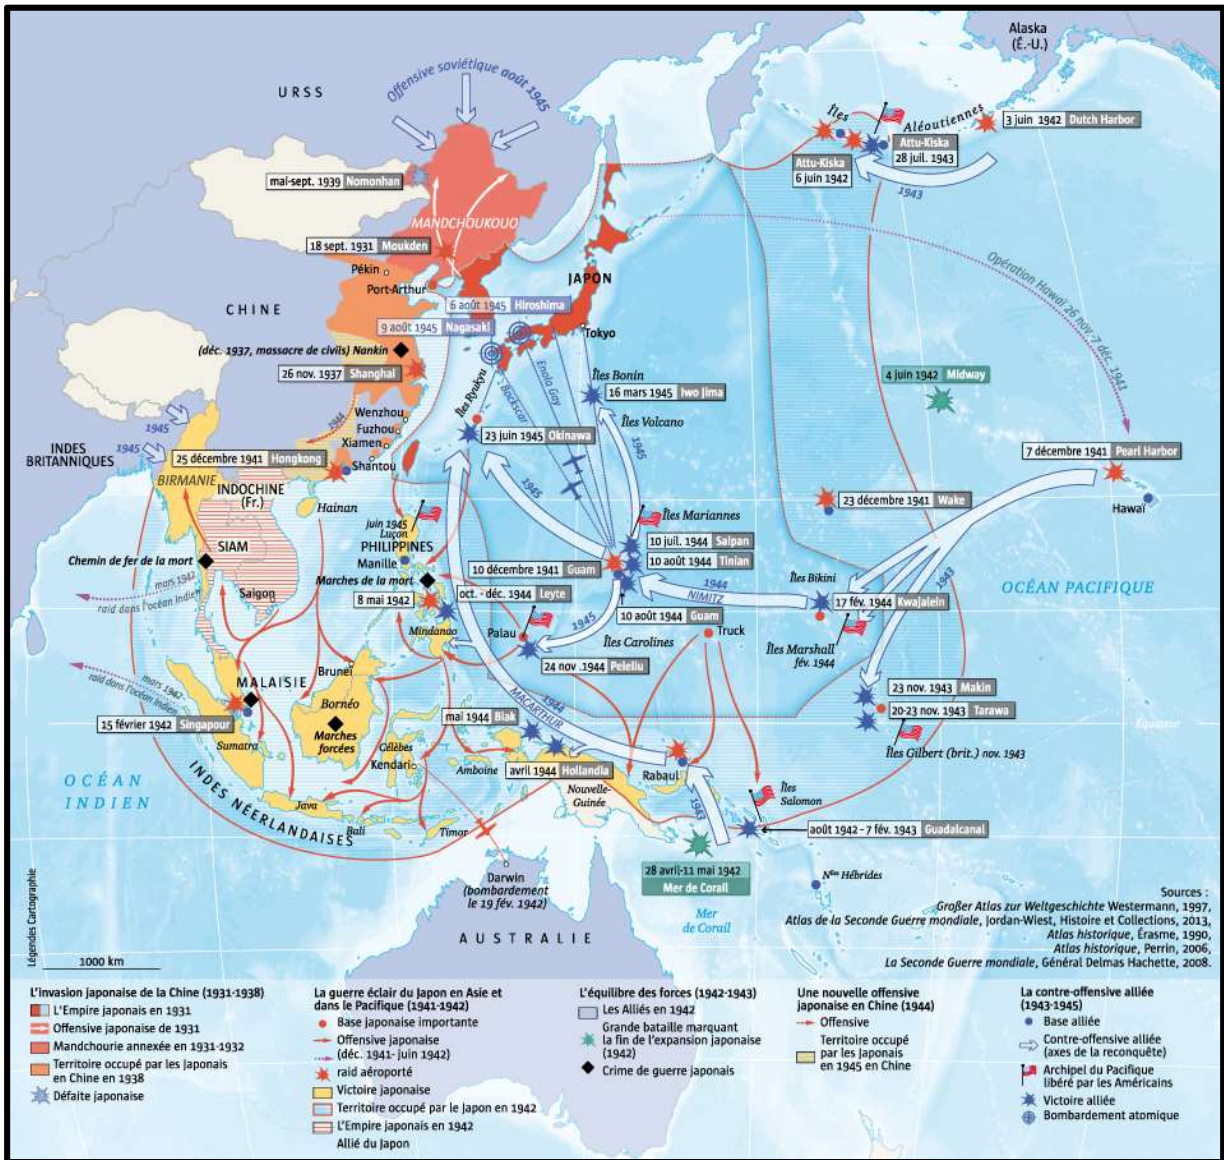 Alaska
(É.-U.)
URSS
Offensive soviétique août 1945
Îles
Aléoutiennes
3 juin 1942 Dutch Harbor
Attu-Kiska
28 juil. 1943
Attu-Kiska
6 juin 1942
1943
mai-sept. 1939 Nomonhan
MANDCHOUKOUO
18 sept. 1931 Moukden
Pékin
Port-Arthur
JAPON
Opération Hawaï 26 nov.-7 déc. 1941
CHINE
6 août 1945 Hiroshima
9 août 1945 Nagasaki
Tokyo
(déc. 1937, massacre de civils) Nankin
26 nov. 1937 Shanghai
Enola Gay
Bockscar
Îles Ryukyu
Îles Bonin
16 mars 1945 Iwo Jima
4 juin 1942 Midway
Îles Volcano
1944
Wenzhou
Fuzhou
Xiamen
Shantou
23 juin 1945 Okinawa
1945
1945
1945
1945
INDES
BRITANNIQUES
25 décembre 1941 Hongkong
7 décembre 1941 Pearl Harbor
BIRMANIE
INDOCHINE
(Fr.)
Hainan
23 décembre 1941 Wake
Hawaï
juin 1945
Luçon
Îles Mariannes
SIAM
PHILIPPINES
Manille
10 juil. 1944 Saipan
10 août 1944 Tinian
Chemin de fer de la mort
10 décembre 1941 Guam
Marches de la mort
1943
mars 1942
raid dans l'océan Indien
Saigon
8 mai 1942
oct. - déc. 1944 Leyte
1944
NIMITZ
Îles Bikini
17 fév. 1944 Kwajalein
OCÉAN PACIFIQUE
10 août 1944 Guam
Mindanao
Palau
1945
Îles Carolines
Truck
Îles Marshall
fév. 1944
24 nov .1944 Peleliu
Brunei
MALAISIE
mars 1942
raid dans l'océan Indien
Bornéo
23 nov. 1943 Makin
20-23 nov. 1943 Tarawa
1944
MACARTHUR
15 février 1942 Singapour
Marches
forcées
mai 1944 Biak
Équateur
Sumatra
Célèbes
Kendari
Îles Gilbert (brit.) nov. 1943
OCÉAN
INDIEN
Amboine
avril 1944 Hollandia
Rabaul
Nouvelle-
Guinée
Îles
Salomon
INDES NÉERLANDAISES
Java
Bali
Timor
1943
août 1942 - 7 fév. 1943 Guadalcanal
Darwin
(bombardement
le 19 fév. 1942)
28 avril-11 mai 1942
Mer de Corail
Nlles Hébrides
Mer
de Corail
AUSTRALIE
Légendes Cartographie
1000 km
Sources :
Großer Atlas zur Weltgeschichte Westermann, 1997,
Atlas de la Seconde Guerre mondiale, Jordan-Wiest, Histoire et Collections, 2013,
Atlas historique, Érasme, 1990,
Atlas historique, Perrin, 2006,
La Seconde Guerre mondiale, Général Delmas Hachette, 2008.
L'invasion japonaise de la Chine (1931-1938)
L'Empire japonais en 1931
Offensive japonaise de 1931
Mandchourie annexée en 1931-1932
Territoire occupé par les Japonais
en Chine en 1938
Défaite japonaise
La guerre éclair du Japon en Asie et
dans le Pacifique (1941-1942)
Base japonaise importante
Offensive japonaise
(déc. 1941- juin 1942)
raid aéroporté
Victoire japonaise
Territoire occupé par le Japon en 1942
L'Empire japonais en 1942
Allié du Japon
L'équilibre des forces (1942-1943)
Les Alliés en 1942
Grande bataille marquant
la fin de l'expansion japonaise
(1942)
Crime de guerre japonais
Une nouvelle offensive
japonaise en Chine (1944)
Offensive
Territoire occupé
par les Japonais
en 1945 en Chine
La contre-offensive alliée
(1943-1945)
Base alliée
Contre-offensive alliée
(axes de la reconquête)
Archipel du Pacifique
libéré par les Américains
Victoire alliée
Bombardement atomique